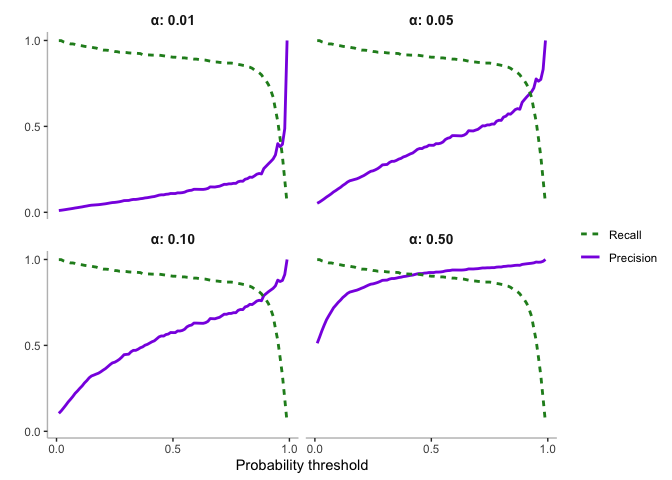 α: 0.01
α: 0.05
1.0
0.5
0.0
α: 0.10
α: 0.50
1.0
0.5
0.0
0.0 0.5 1.0 0.0 0.5 1.0
Probability threshold
Recall
Precision